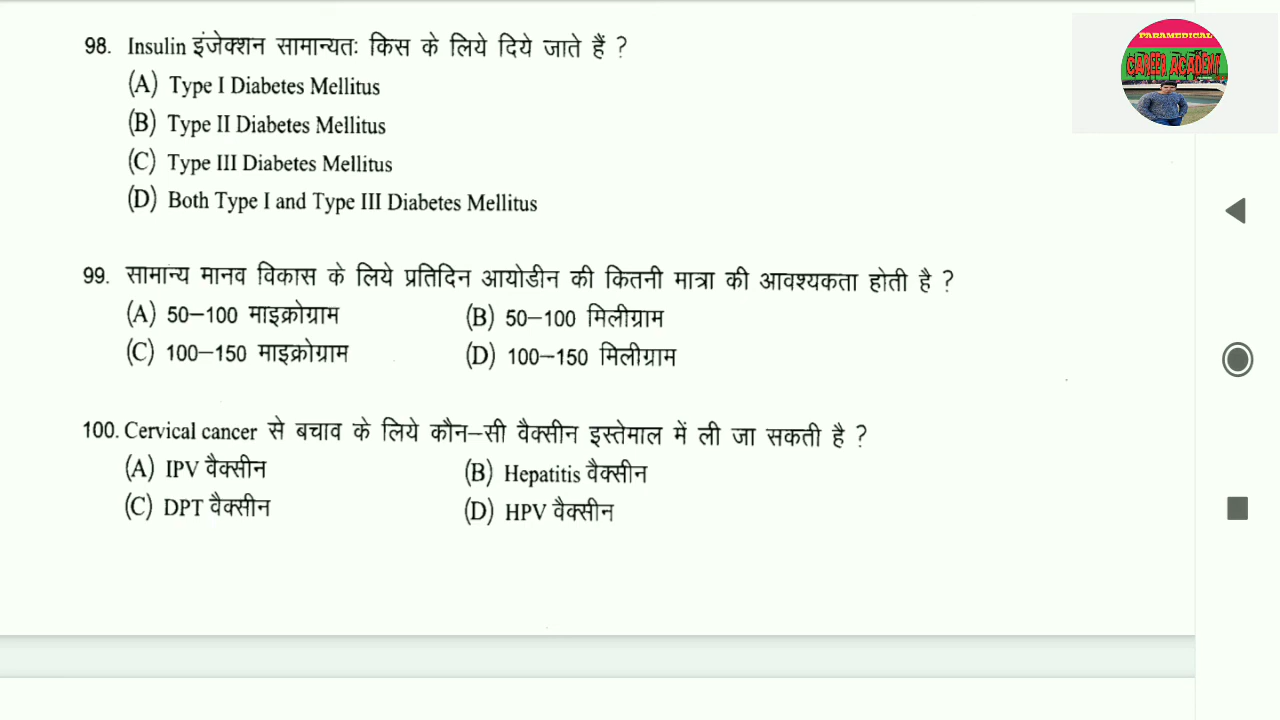 PARAMEDICAL
CAREER ACADEMY
98. Insulin इंजेक्शन सामान्यतः किस के लिये दिये जाते हैं ?
(A) Type I Diabetes Mellitus
(B) Type II Diabetes Mellitus
(C) Type III Diabetes Mellitus
(D) Both Type I and Type III Diabetes Mellitus
99. सामान्य मानव विकास के लिये प्रतिदिन आयोडीन की कितनी मात्रा की आवश्यकता होती है ?
(A) 50–100 माइक्रोग्राम (B) 50–100 मिलीग्राम
(C) 100–150 माइक्रोग्राम (D) 100–150 मिलीग्राम
100. Cervical cancer से बचाव के लिये कौन–सी वैक्सीन इस्तेमाल में ली जा सकती है ?
(A) IPV वैक्सीन (B) Hepatitis वैक्सीन
(C) DPT वैक्सीन (D) HPV वैक्सीन